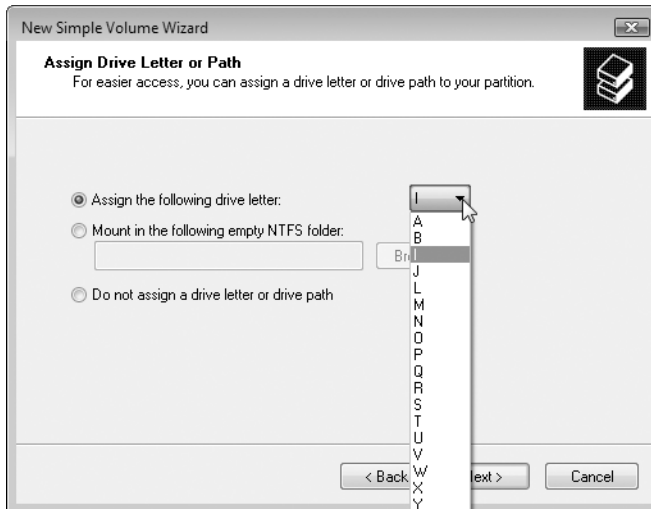 New Simple Volume Wizard
Assign Drive Letter or Path
For easier access, you can assign a drive letter or drive path to your partition.
Assign the following drive letter:
I
Mount in the following empty NTFS folder:
Br
Do not assign a drive letter or drive path
A
B
I
J
L
M
N
O
P
Q
R
S
T
U
V
W
X
Y
< Back
ext >
Cancel